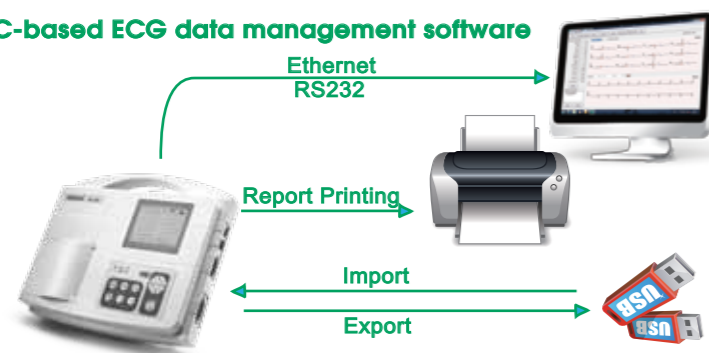 C-based ECG data management software
Ethernet
RS232
Report Printing
Import
Export
USB
USB